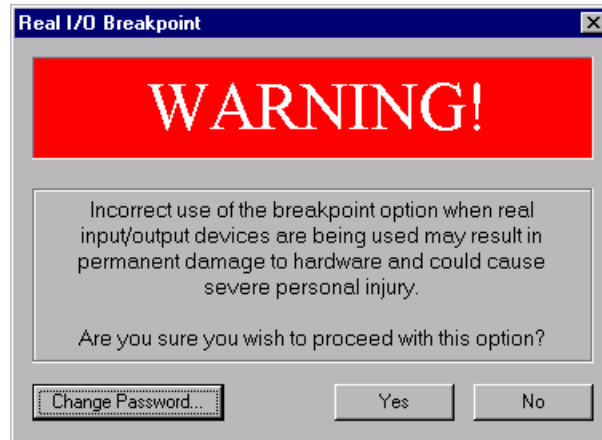 Real I/O Breakpoint
WARNING!
Incorrect use of the breakpoint option when real
input/output devices are being used may result in
permanent damage to hardware and could cause
severe personal injury.
Are you sure you wish to proceed with this option?
Change Password...
Yes
No